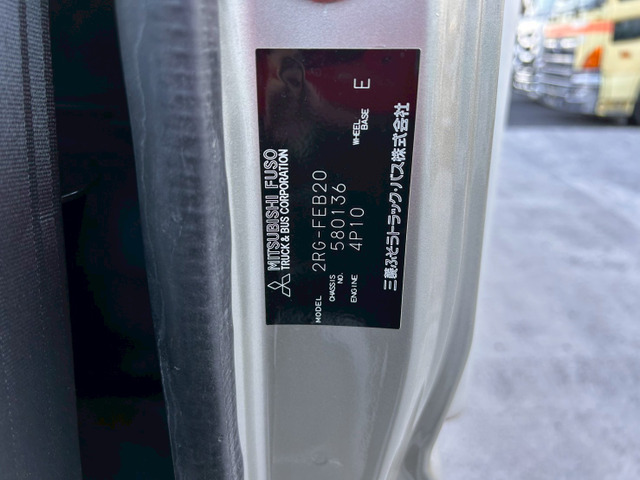 MITSUBISHI FUSO
TRUCK & BUS CORPORATION
MODEL 2RG-FEB20
CHASSIS NO. 580136
ENGINE 4P10 WHEEL BASE E
三菱ふそうトラック・バス株式会社